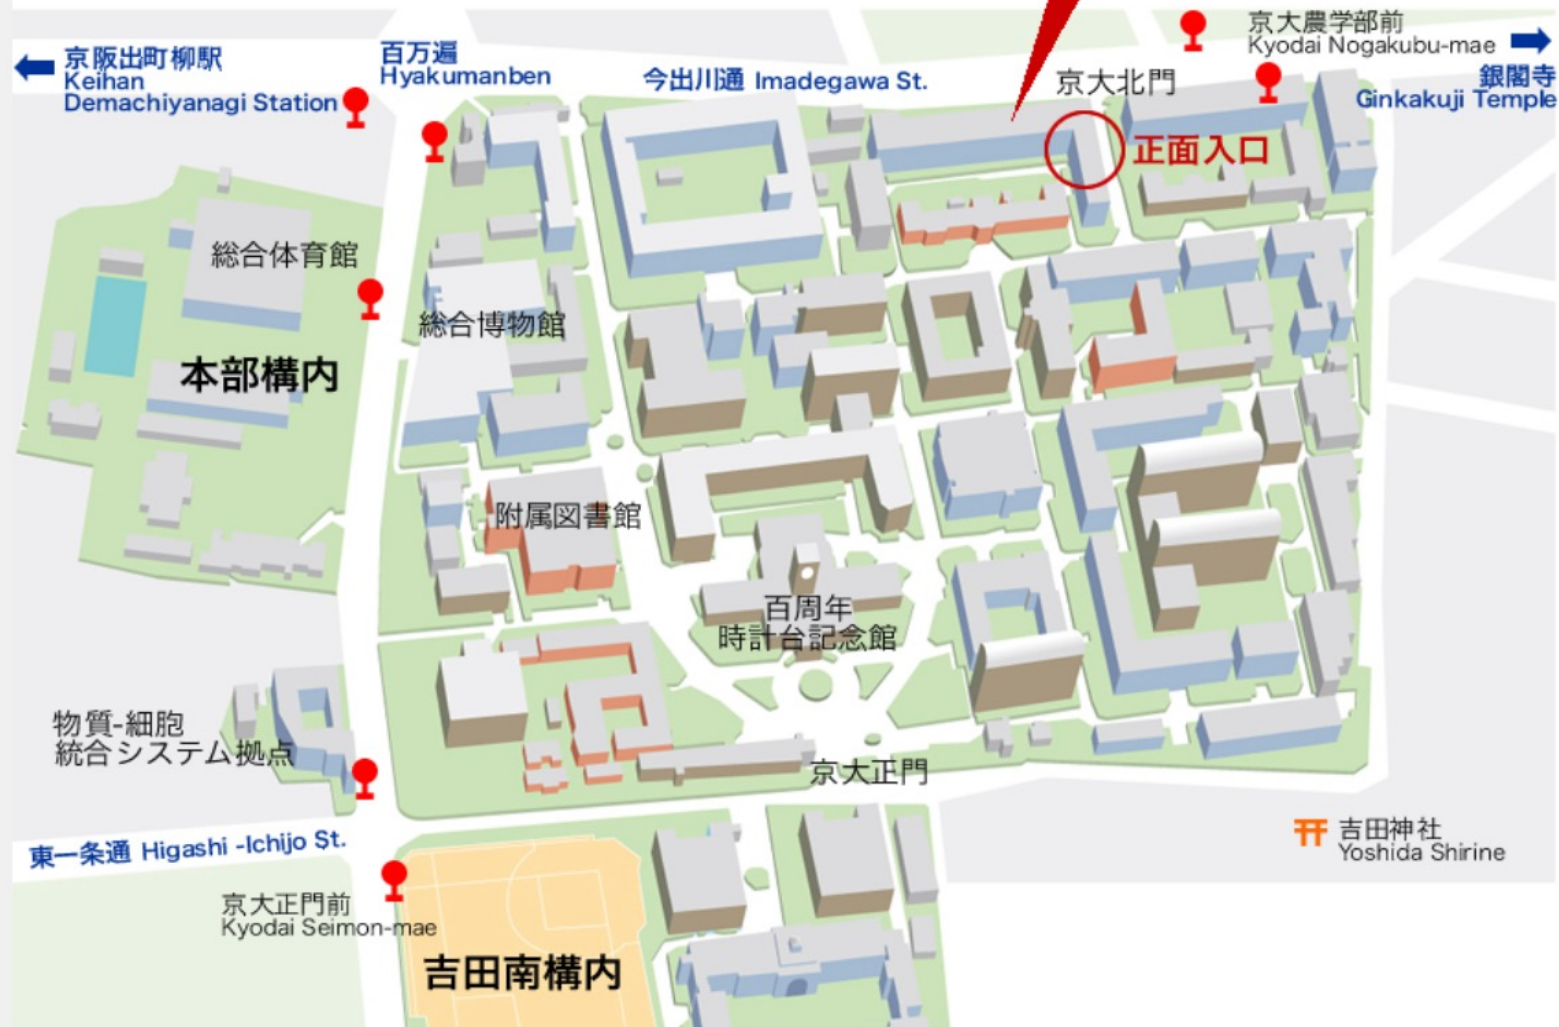 京大農学部前
Kyodai Nogakubu-mae
京阪出町柳駅
Keihan
Demachiyanagi Station
百万遍
Hyakumanben
今出川通 Imadegawa St.
京大北門
銀閣寺
Ginkakuji Temple
正面入口
総合体育館
総合博物館
本部構内
附属図書館
百周年
時計台記念館
物質-細胞
統合システム拠点
京大正門
東一条通 Higashi -Ichijo St.
吉田神社
Yoshida Shirine
京大正門前
Kyodai Seimon-mae
吉田南構内